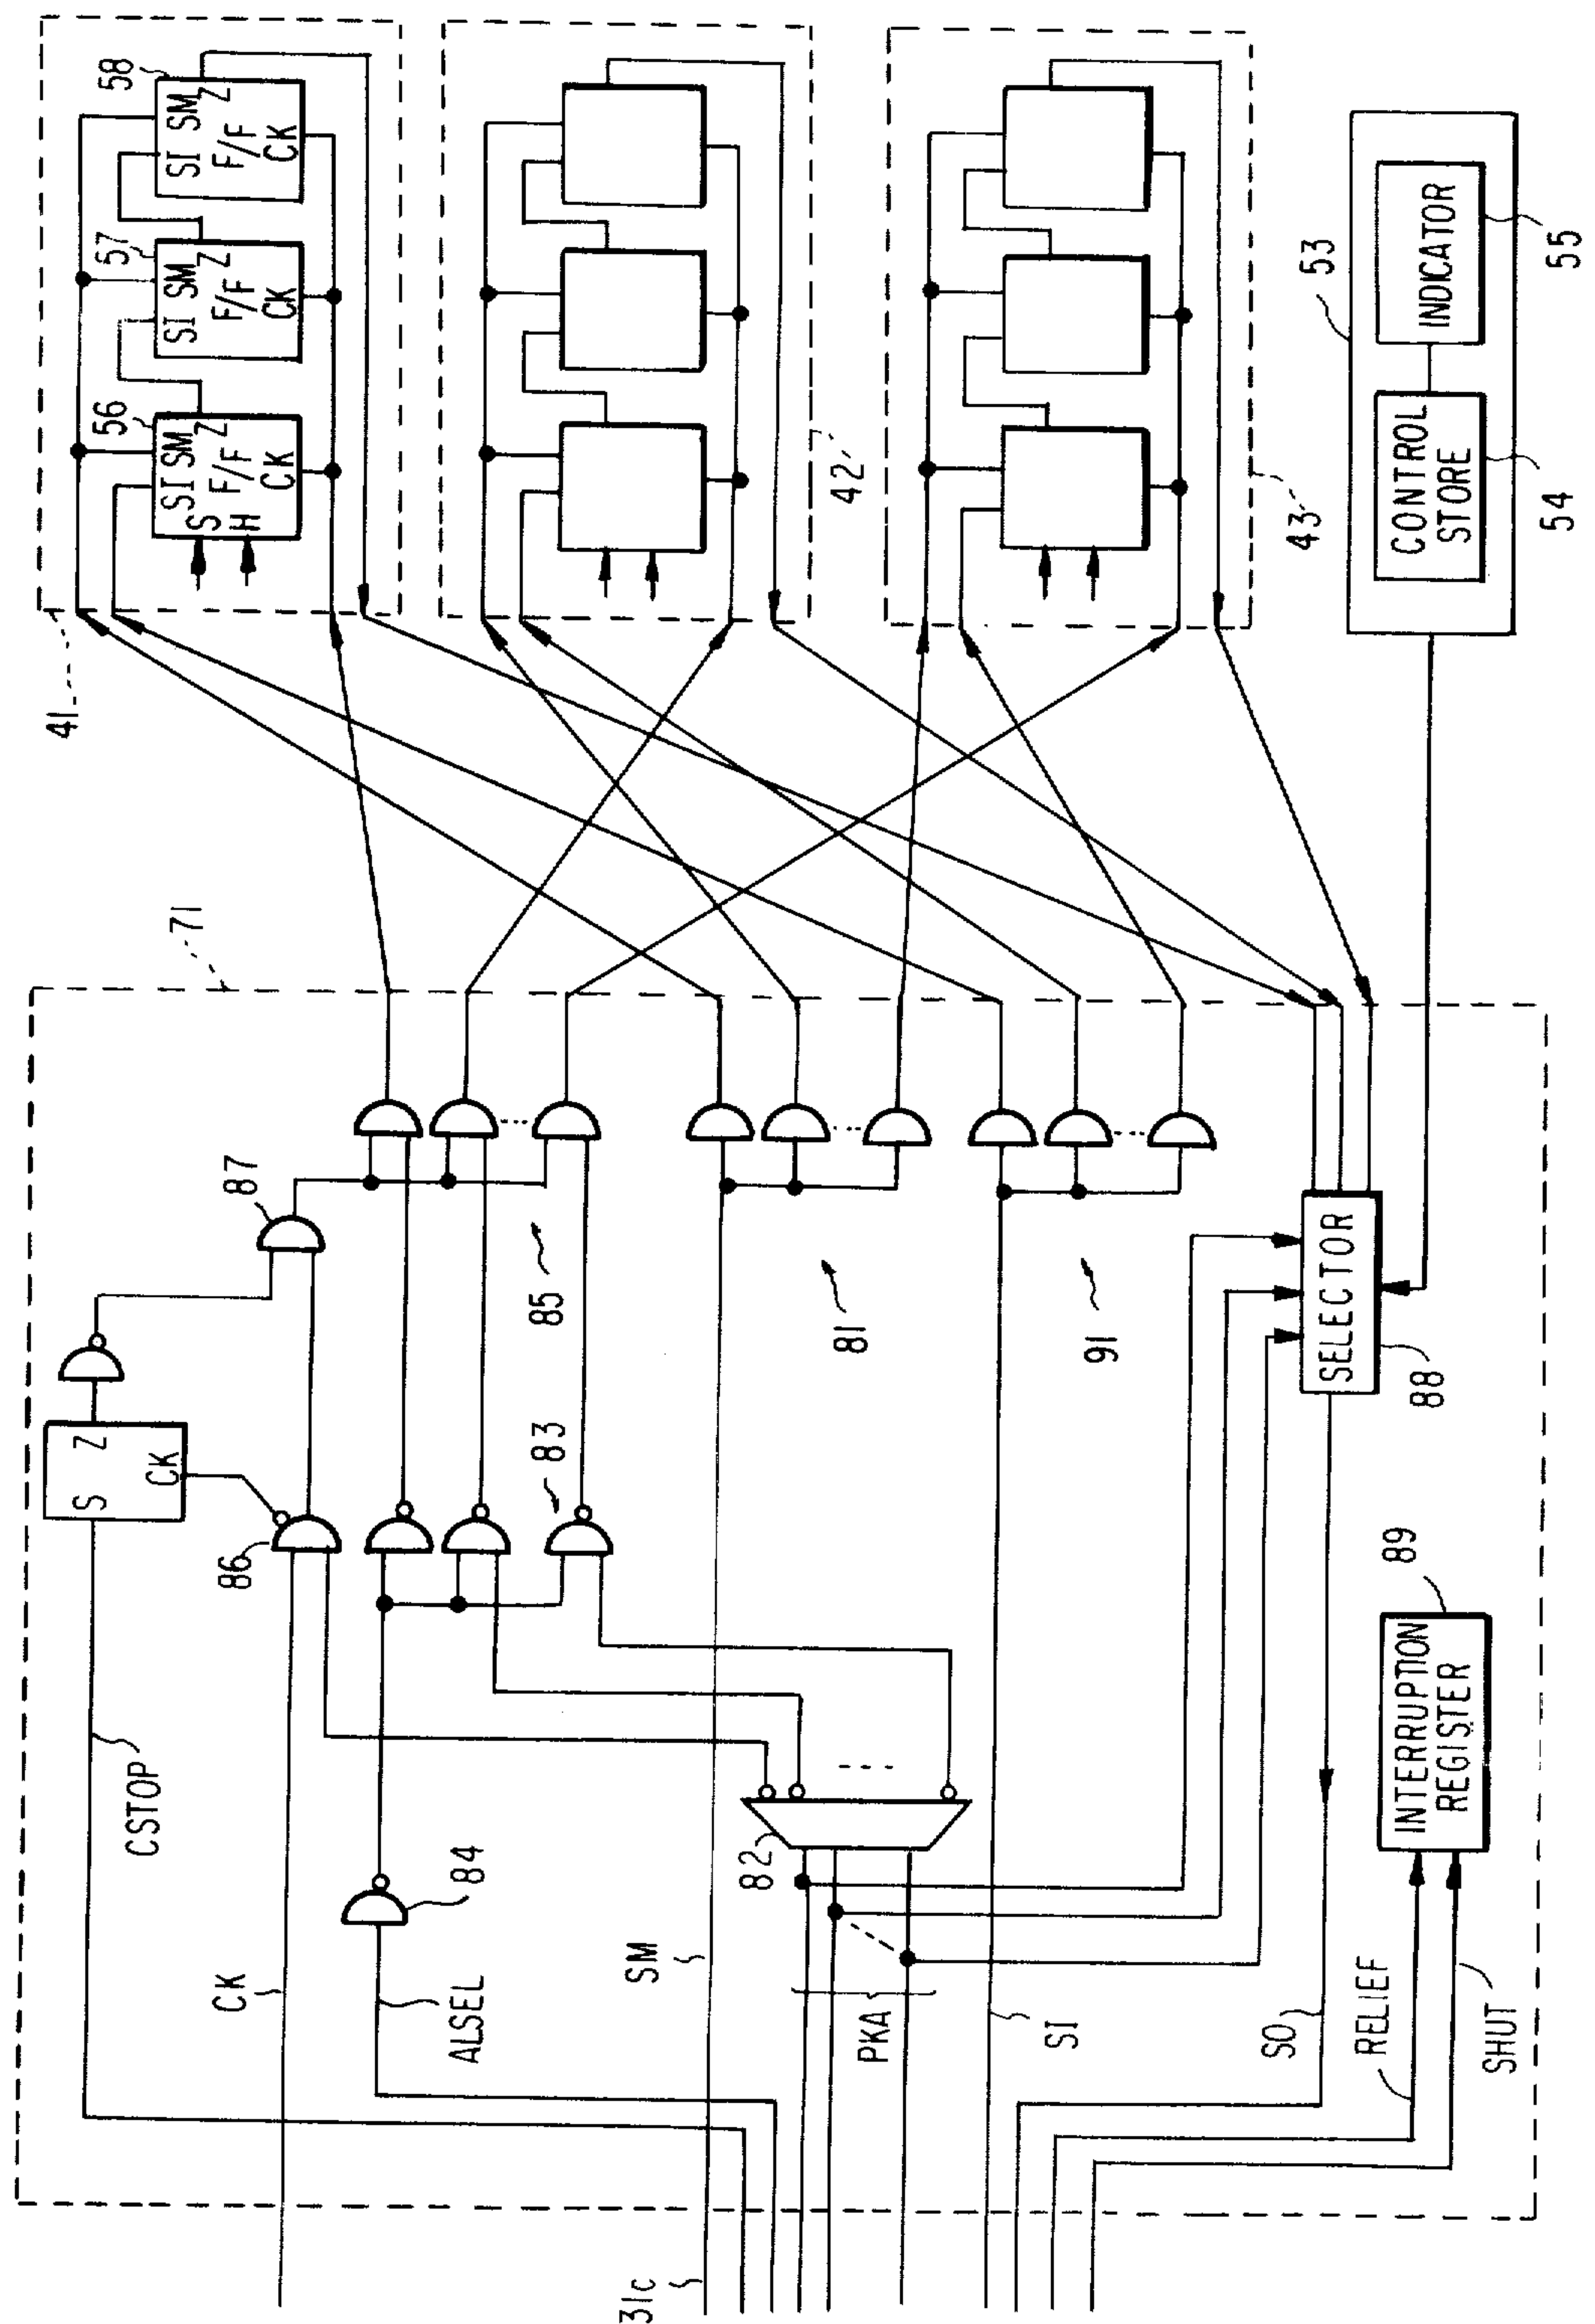 41
56
SI SM
S
Z
F/F
H
CK
57
SI SM
Z
F/F
CK
58
SI SM
Z
F/F
CK
42
43
53
CONTROL
STORE
INDICATOR
54
55
71
CSTOP
S
Z
CK
86
87
CK
84
ALSEL
83
85
SM
31c
81
82
PKA
SI
91
SELECTOR
88
SO
RELIEF
SHUT
INTERRUPTION
REGISTER
89